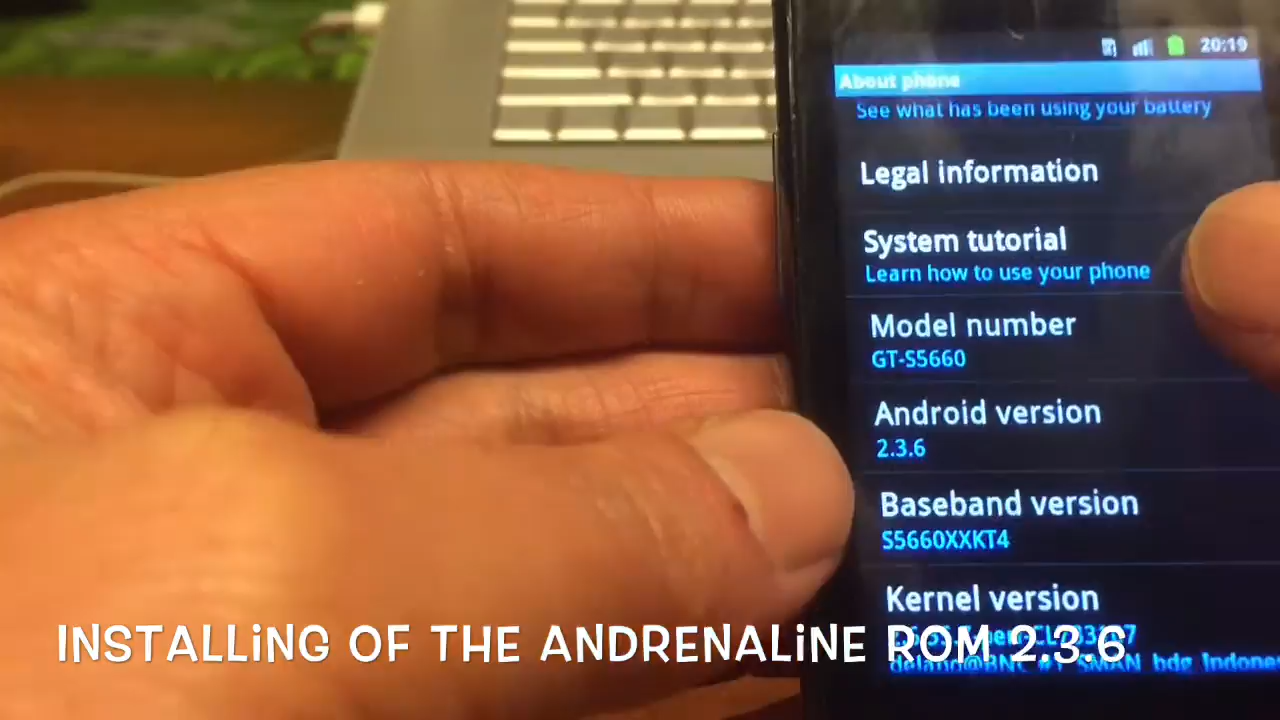 20:19
About phone
See what has been using your battery
Legal information
System tutorial
Learn how to use your phone
Model number
GT-S5660
Android version
2.3.6
Baseband version
S5660XXKT4
Kernel version
INSTALLiNG OF THE ANDRENALiNE ROM 2.3.6